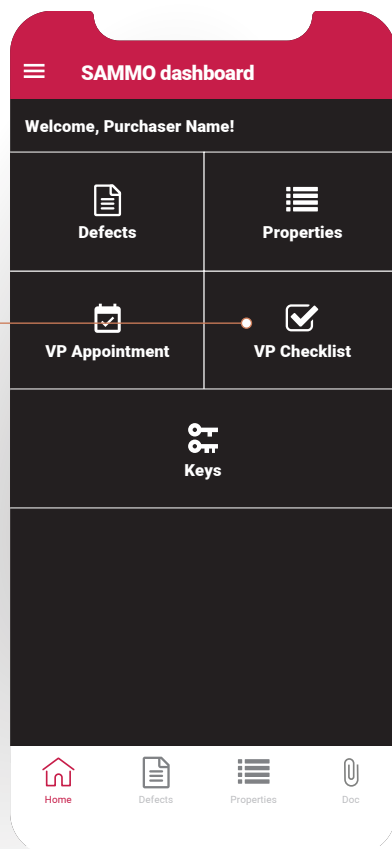 SAMMO dashboard
Welcome, Purchaser Name!
Defects
Properties
VP Appointment
VP Checklist
Keys
Home
Defects
Properties
Doc